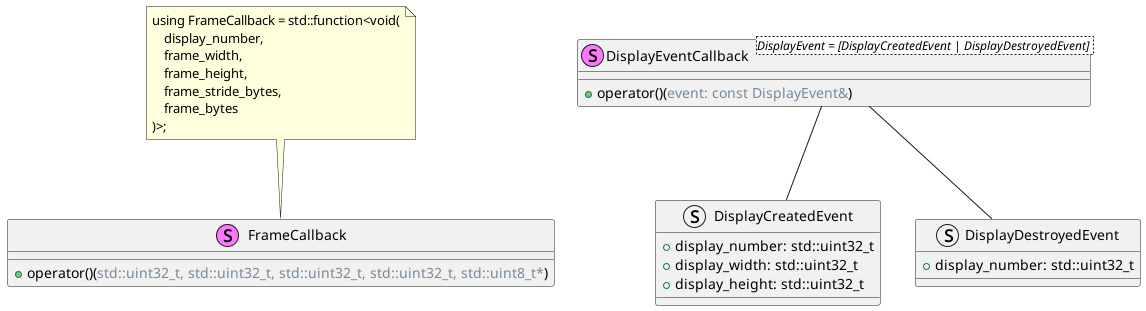 using FrameCallback = std::function<void(
display_number,
frame_width,
frame_height,
frame_stride_bytes,
frame_bytes
)>;
S FrameCallback
operator()(std::uint32_t, std::uint32_t, std::uint32_t, std::uint32_t, std::uint8_t*)
DisplayEvent = [DisplayCreatedEvent | DisplayDestroyedEvent]
S DisplayEventCallback
operator()(event: const DisplayEvent&)
S DisplayCreatedEvent
display_number: std::uint32_t
display_width: std::uint32_t
display_height: std::uint32_t
S DisplayDestroyedEvent
display_number: std::uint32_t